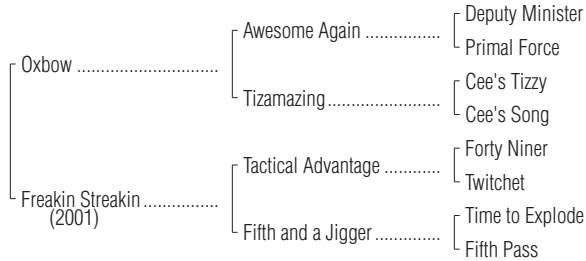 Deputy Minister
Awesome Again ...............
Primal Force
Oxbow .............................
Cee's Tizzy
Tizamazing.....................
Cee's Song
Forty Niner
Tactical Advantage ...........
Twitchet
Freakin Streakin ...............
(2001)
Time to Explode
Fifth and a Jigger ...........
Fifth Pass